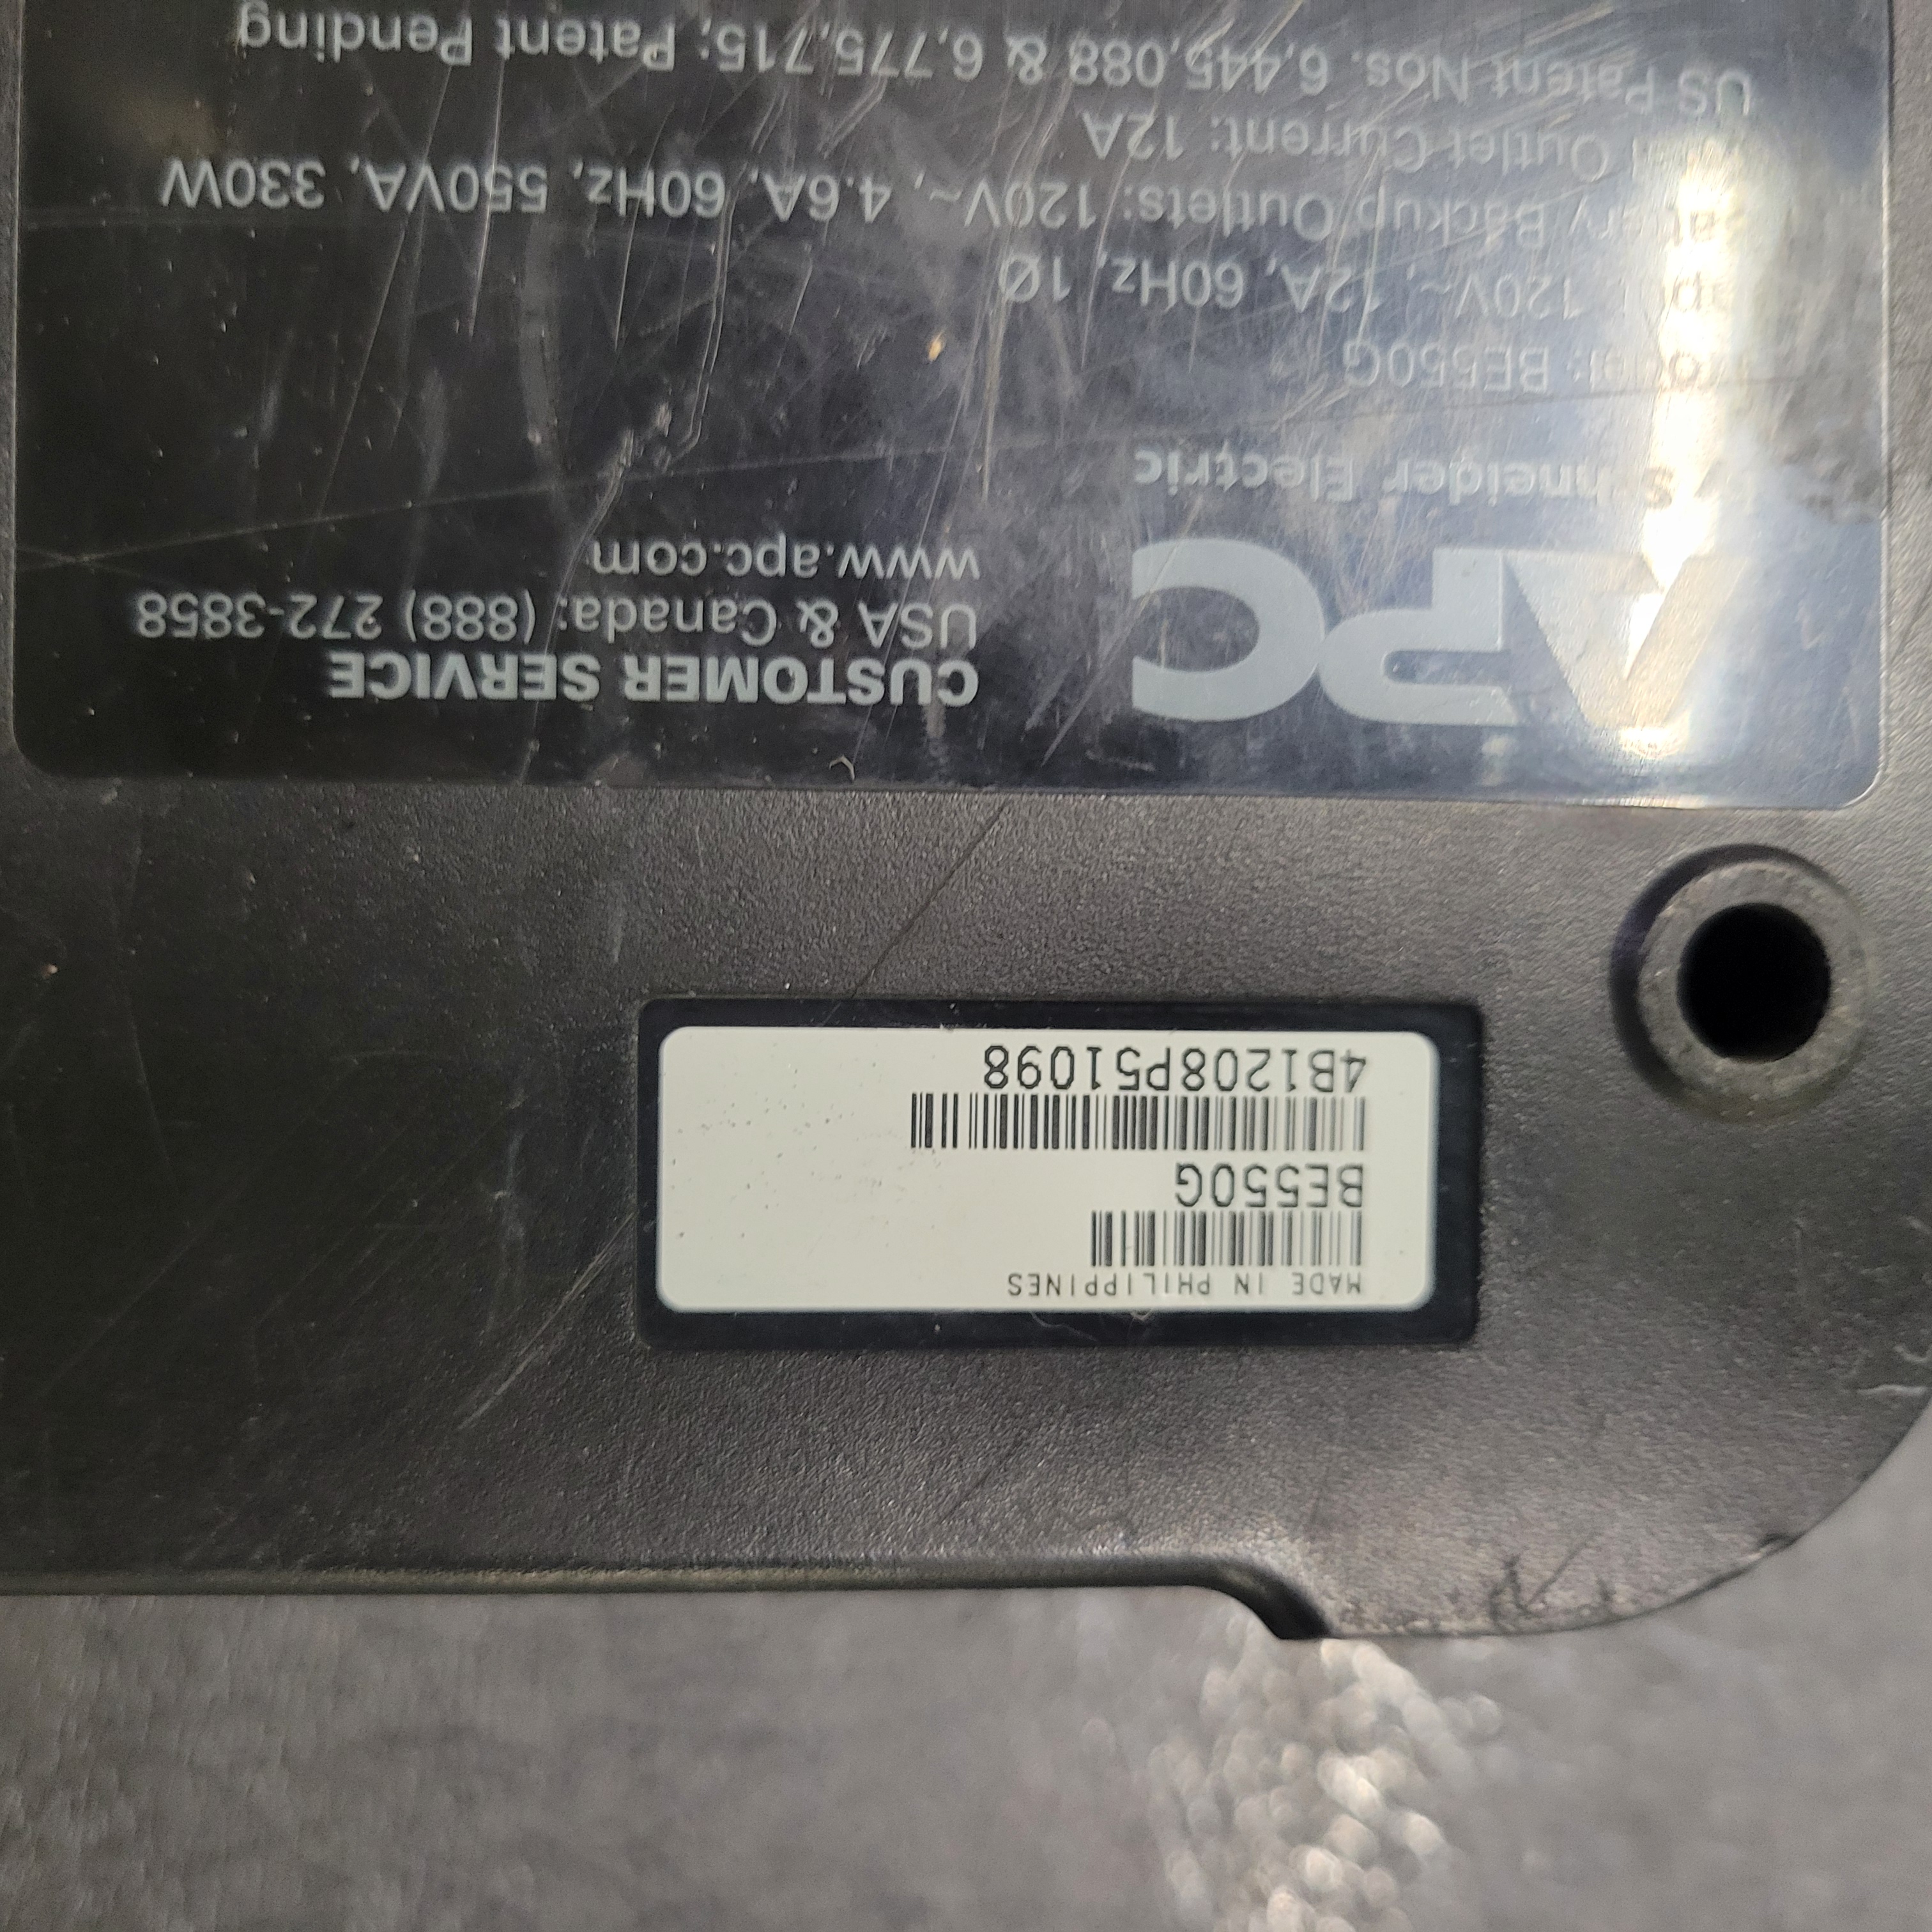 MADE IN PHILIPPINES
BE550G
4B1208P51098
APC
CUSTOMER SERVICE
USA & Canada: (888) 272-3858
www.apc.com
Schneider Electric
Model: BE550G
Input: 120V~, 12A, 60Hz, 1Ø
Battery Backup Outlets: 120V~, 4.6A, 60Hz, 550VA, 330W
Outlet Current: 12A
US Patent Nos. 6,445,088 & 6,775,715; Patent Pending